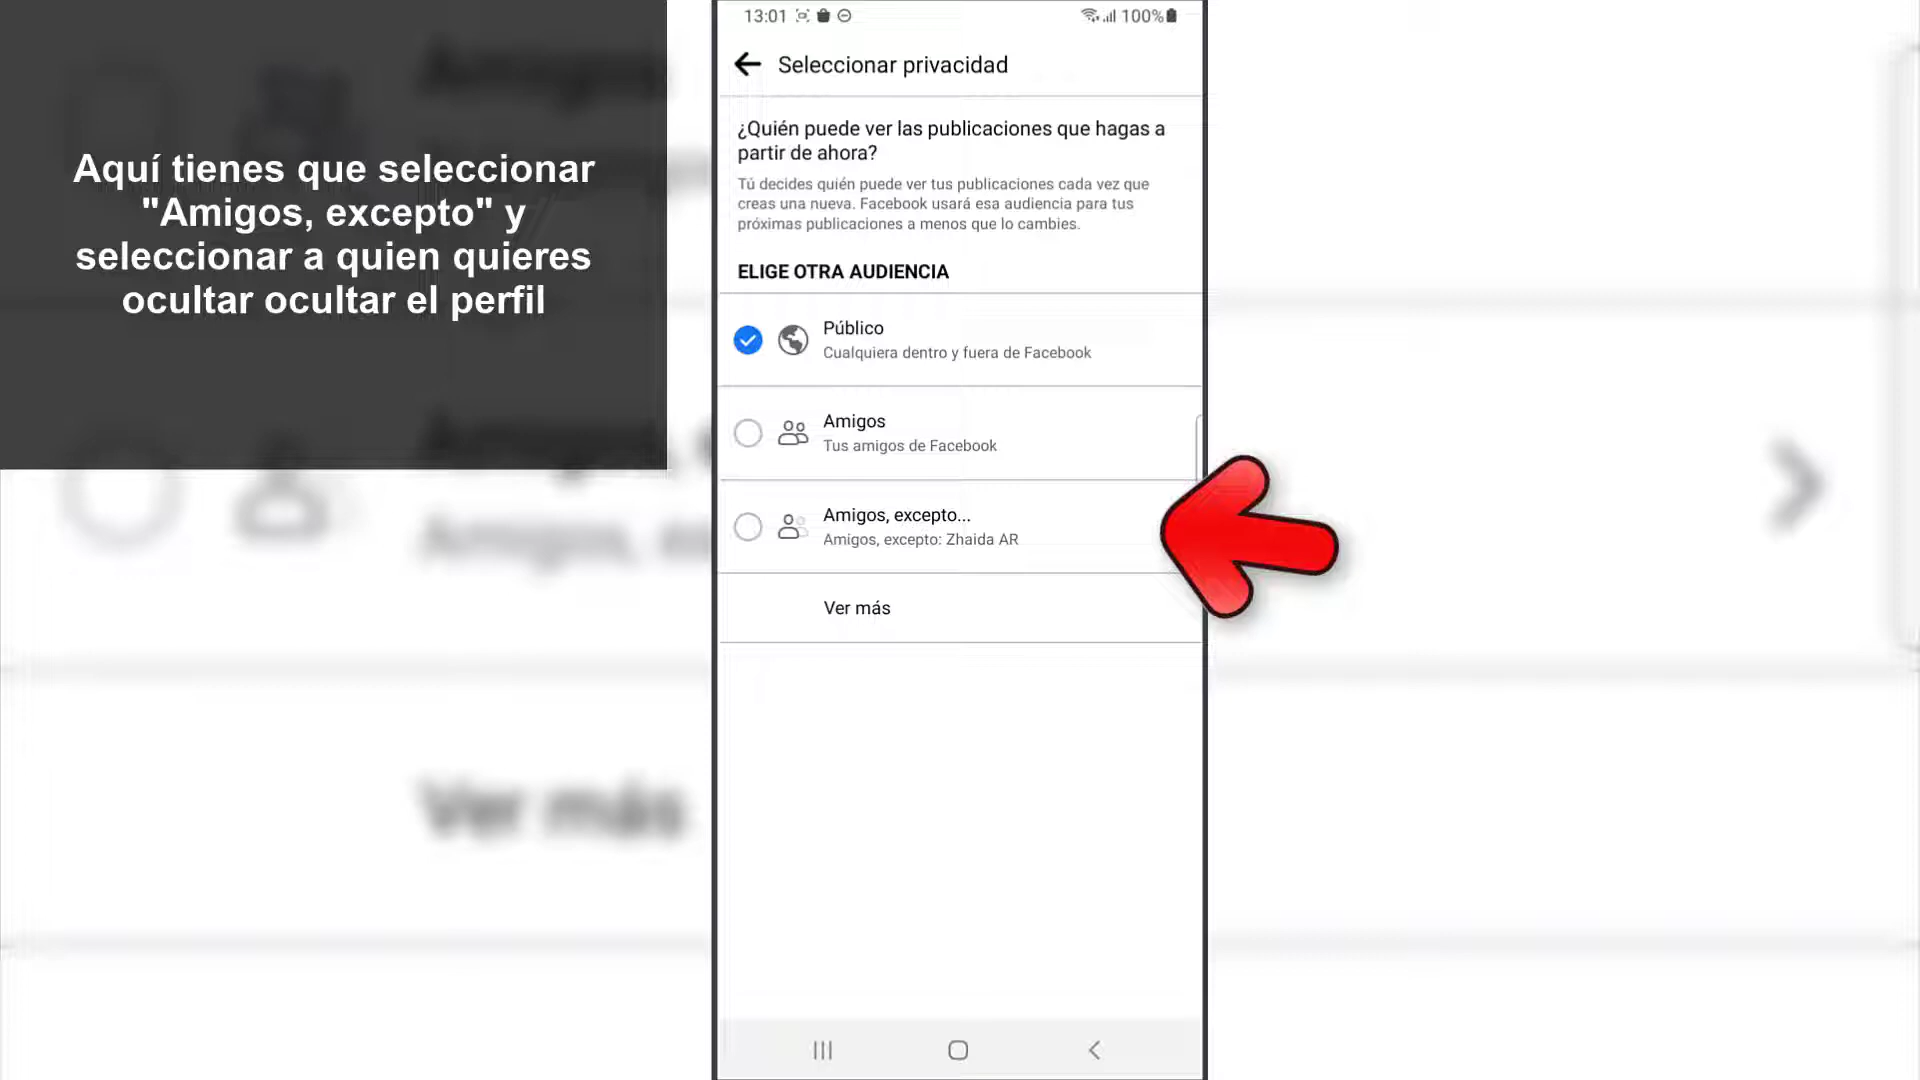 Aquí tienes que seleccionar
"Amigos, excepto" y
seleccionar a quien quieres
ocultar ocultar el perfil
13:01
100%
Seleccionar privacidad
¿Quién puede ver las publicaciones que hagas a
partir de ahora?
Tú decides quién puede ver tus publicaciones cada vez que
creas una nueva. Facebook usará esa audiencia para tus
próximas publicaciones a menos que lo cambies.
ELIGE OTRA AUDIENCIA
Público
Cualquiera dentro y fuera de Facebook
Amigos
Tus amigos de Facebook
Amigos, excepto...
Amigos, excepto: Zhaida AR
Ver más
Ver más